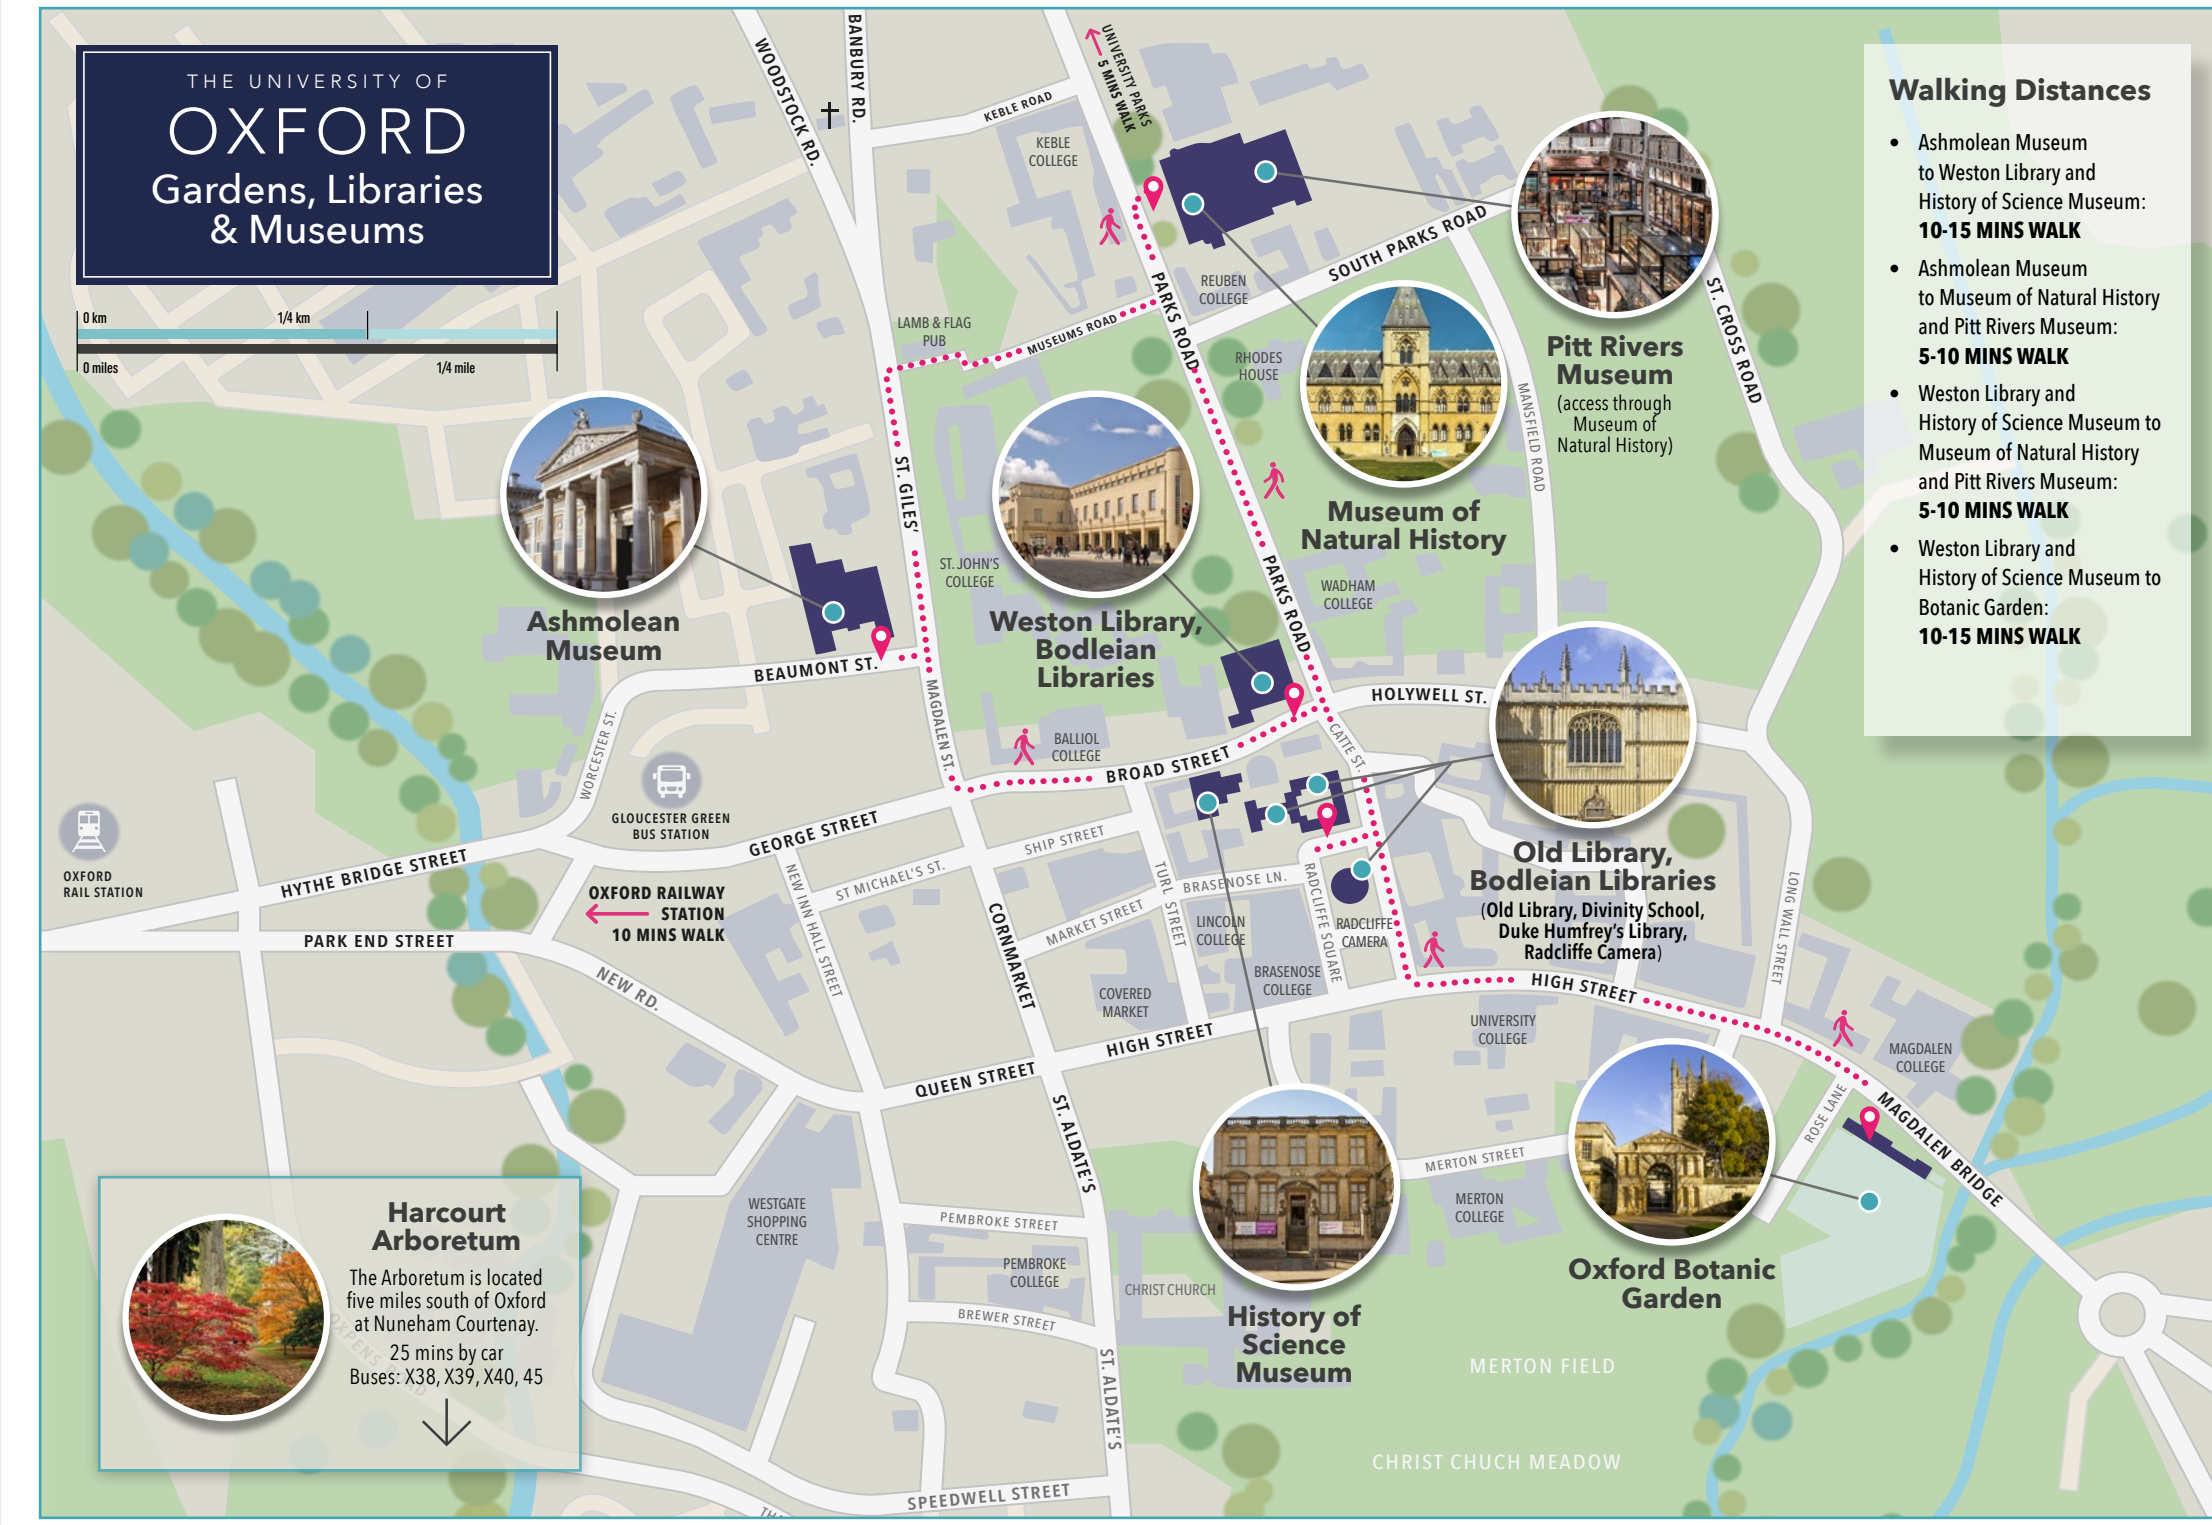 THE UNIVERSITY OF
OXFORD
Gardens, Libraries
& Museums
0 km
1/4 km
0 miles
1/4 mile
WOODSTOCK RD.
BANBURY RD.
UNIVERSITY PARKS
5 MINS WALK
KEBLE ROAD
KEBLE
COLLEGE
REUBEN
COLLEGE
SOUTH PARKS ROAD
PARKS ROAD
ST. CROSS ROAD
LAMB & FLAG
PUB
MUSEUMS ROAD
RHODES
HOUSE
MANSFIELD ROAD
Pitt Rivers
Museum
(access through
Museum of
Natural History)
Museum of
Natural History
Walking Distances
• Ashmolean Museum
to Weston Library and
History of Science Museum:
10-15 MINS WALK
• Ashmolean Museum
to Museum of Natural History
and Pitt Rivers Museum:
5-10 MINS WALK
• Weston Library and
History of Science Museum to
Museum of Natural History
and Pitt Rivers Museum:
5-10 MINS WALK
• Weston Library and
History of Science Museum to
Botanic Garden:
10-15 MINS WALK
ST. GILES'
ST. JOHN'S
COLLEGE
WADHAM
COLLEGE
PARKS ROAD
Ashmolean
Museum
Weston Library,
Bodleian
Libraries
BEAUMONT ST.
MAGDALEN ST.
HOLYWELL ST.
CATTE ST.
WORCESTER ST.
BALLIOL
COLLEGE
BROAD STREET
GLOUCESTER GREEN
BUS STATION
GEORGE STREET
SHIP STREET
ST MICHAEL'S ST.
NEW INN HALL STREET
OXFORD
RAIL STATION
HYTHE BRIDGE STREET
OXFORD RAILWAY
STATION
10 MINS WALK
PARK END STREET
NEW RD.
CORNMARKET
MARKET STREET
TURL STREET
BRASENOSE LN.
LINCOLN
COLLEGE
RADCLIFFE SQUARE
RADCLIFFE
CAMERA
BRASENOSE
COLLEGE
COVERED
MARKET
Old Library,
Bodleian Libraries
(Old Library, Divinity School,
Duke Humfrey's Library,
Radcliffe Camera)
LONG WALL STREET
HIGH STREET
HIGH STREET
QUEEN STREET
UNIVERSITY
COLLEGE
MAGDALEN
COLLEGE
ROSE LANE
MAGDALEN BRIDGE
ST. ALDATE'S
MERTON STREET
MERTON
COLLEGE
WESTGATE
SHOPPING
CENTRE
PEMBROKE STREET
PEMBROKE
COLLEGE
BREWER STREET
CHRIST CHURCH
History of
Science
Museum
Oxford Botanic
Garden
MERTON FIELD
CHRIST CHUCH MEADOW
ST. ALDATE'S
SPEEDWELL STREET
Harcourt
Arboretum
The Arboretum is located
five miles south of Oxford
at Nuneham Courtenay.
25 mins by car
Buses: X38, X39, X40, 45
OXPENS ROAD